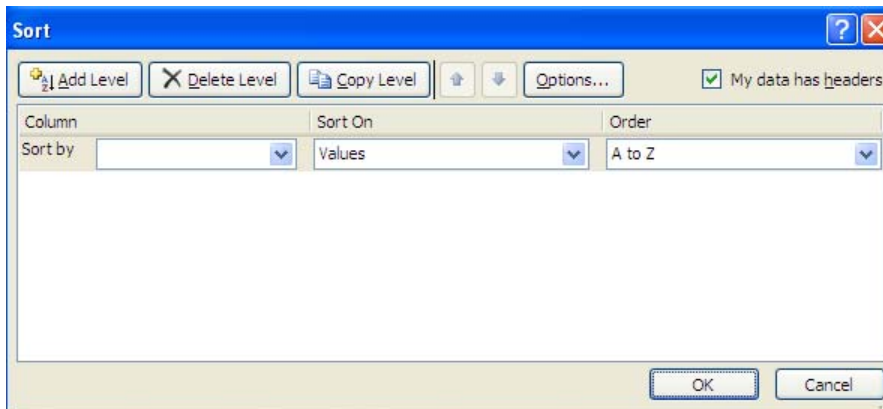 Sort
?
Add Level Delete Level Copy Level Options... My data has headers
Column Sort On Order
Sort by Values A to Z
OK Cancel